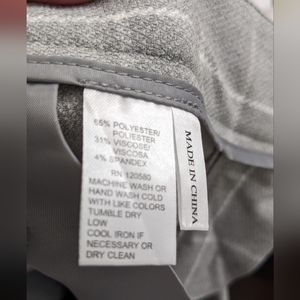 65% POLYESTER/
POLIESTER
31% VISCOSE/
VISCOSA
4% SPANDEX
RN 120580
MACHINE WASH OR
HAND WASH COLD
WITH LIKE COLORS
TUMBLE DRY
LOW
COOL IRON IF
NECESSARY OR
DRY CLEAN
MADE IN CHINA